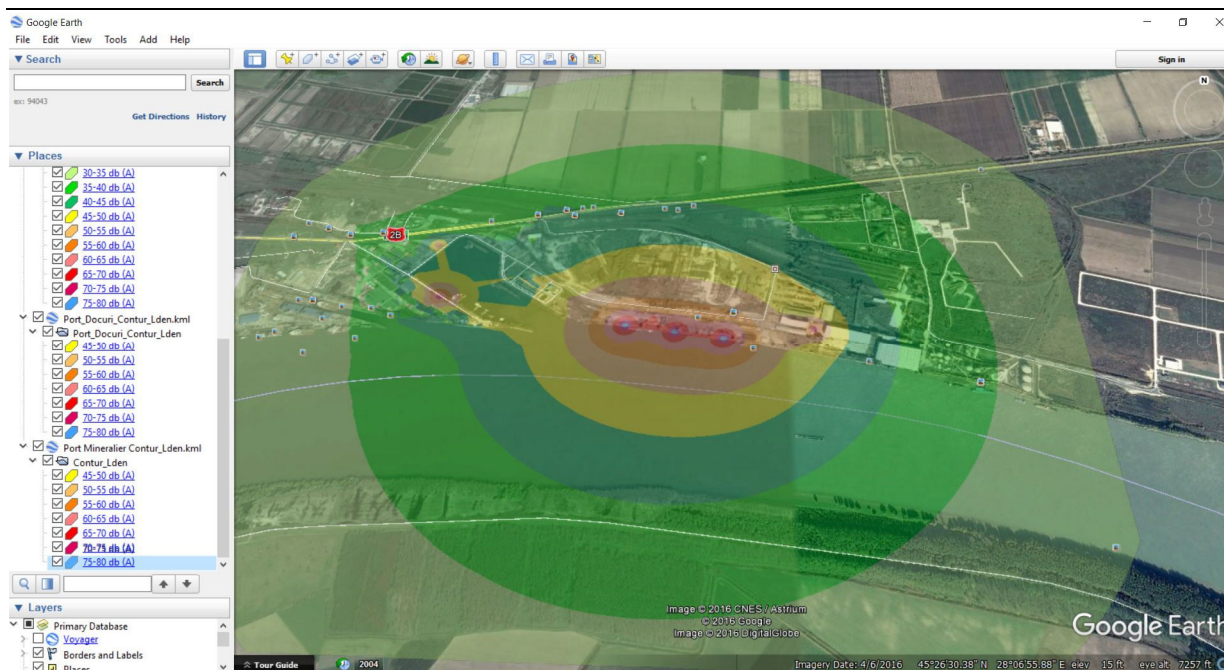 Google Earth
File Edit View Tools Add Help
Search
Search
ex: 94043
Get Directions History
Sign in
Places
30-35 db (A)
35-40 db (A)
40-45 db (A)
45-50 db (A)
50-55 db (A)
55-60 db (A)
60-65 db (A)
65-70 db (A)
70-75 db (A)
75-80 db (A)
Port_Docuri_Contur_Lden.kml
Port_Docuri_Contur_Lden
45-50 db (A)
50-55 db (A)
55-60 db (A)
60-65 db (A)
65-70 db (A)
70-75 db (A)
75-80 db (A)
Port Mineralier Contur_Lden.kml
Contur_Lden
45-50 db (A)
50-55 db (A)
55-60 db (A)
60-65 db (A)
65-70 db (A)
70-75 db (A)
75-80 db (A)
Layers
Primary Database
Voyager
Borders and Labels
Places
N
2B
Image © 2016 CNES / Astrium
© 2016 Google
Image © 2016 DigitalGlobe
Google Earth
Tour Guide
2004
Imagery Date: 4/6/2016 45°26'30.38" N 28°06'55.88" E elev 15 ft eye alt 7257 ft